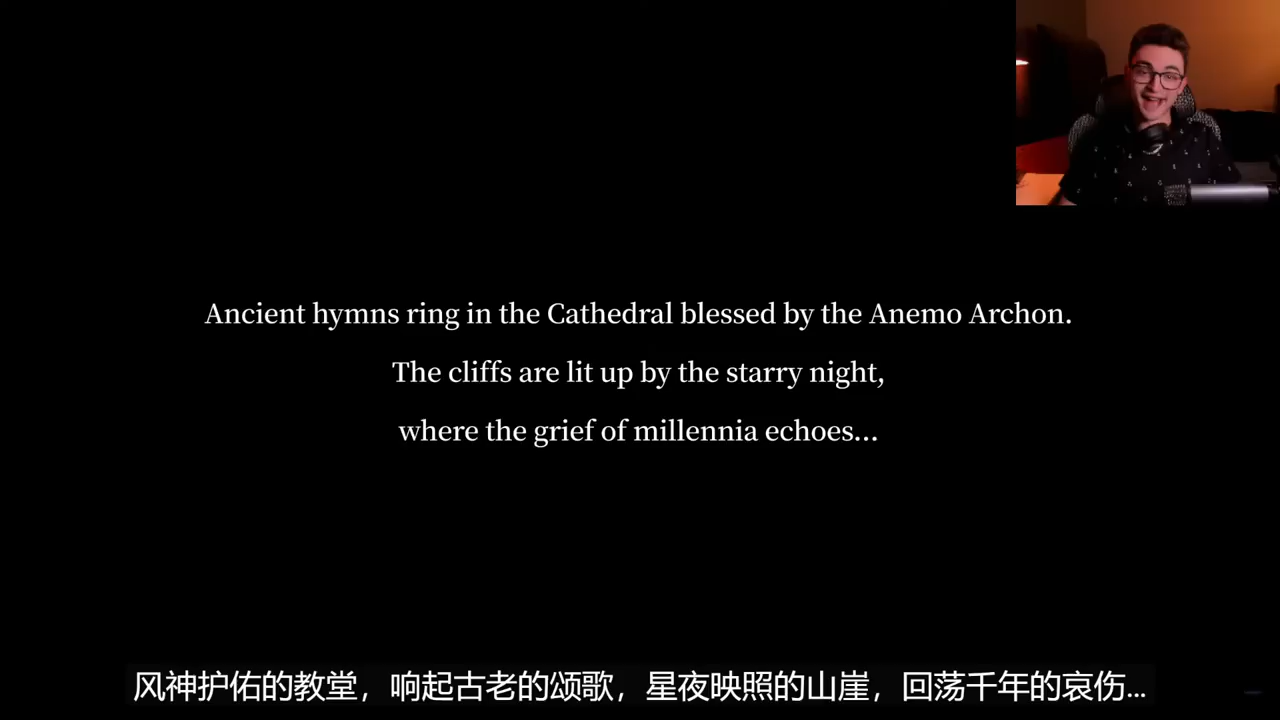 Ancient hymns ring in the Cathedral blessed by the Anemo Archon.
The cliffs are lit up by the starry night,
where the grief of millennia echoes...
风神护佑的教堂，响起古老的颂歌，星夜映照的山崖，回荡千年的哀伤...